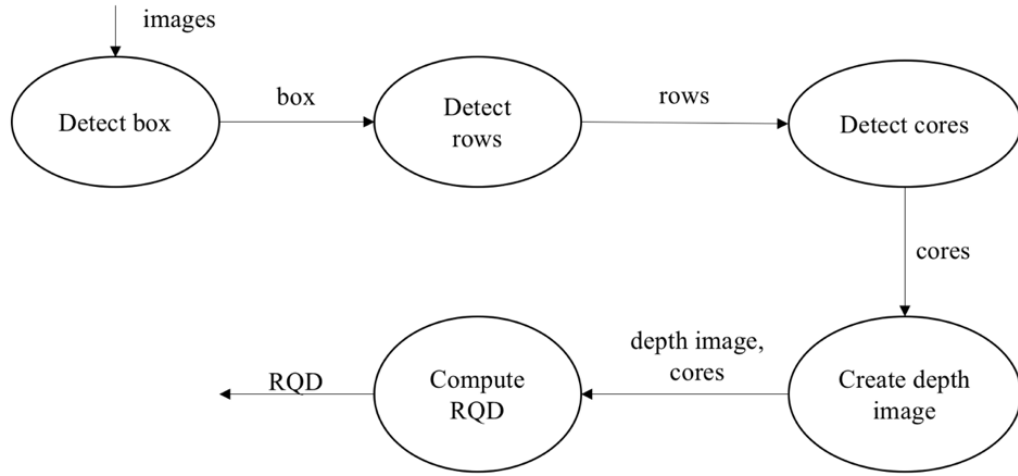 images
Detect box
box
Detect
rows
rows
Detect cores
cores
Create depth
image
depth image,
cores
Compute
RQD
RQD